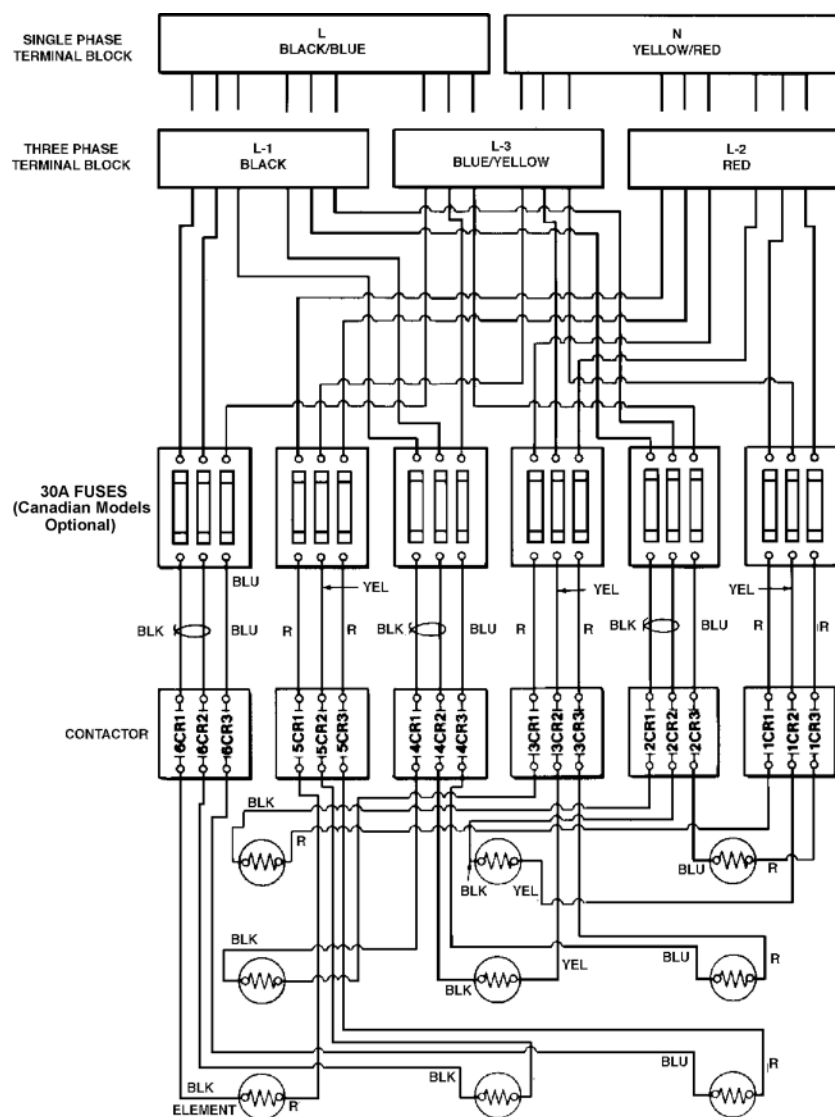 SINGLE PHASE
TERMINAL BLOCK
L
BLACK/BLUE
N
YELLOW/RED
THREE PHASE
TERMINAL BLOCK
L-1
BLACK
L-3
BLUE/YELLOW
L-2
RED
30A FUSES
(Canadian Models
Optional)
BLU
YEL
YEL
YEL
BLK
BLU
R
R
BLK
BLU
R
R
BLK
BLU
R
R
CONTACTOR
6CR1
6CR2
6CR3
5CR1
5CR2
5CR3
4CR1
4CR2
4CR3
3CR1
3CR2
3CR3
2CR1
2CR2
2CR3
1CR1
1CR2
1CR3
BLK
R
BLK
YEL
BLU
R
BLK
BLK
YEL
BLU
R
BLK
ELEMENT
R
BLK
BLU
R